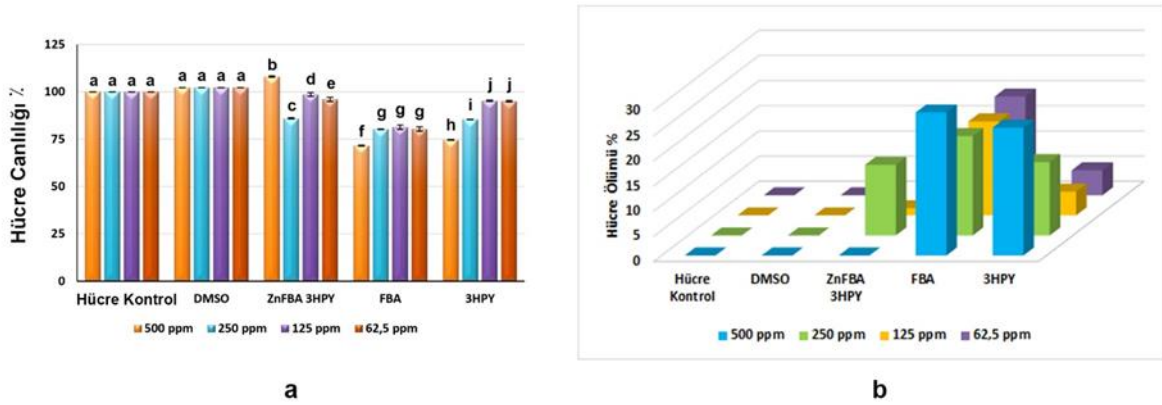 Hücre Canlılığı %
125
100
75
50
25
0
a a a a
a a a a
b c d e
f g g g
h i j j
Hücre Kontrol
DMSO
ZnFBA 3HPY
FBA
3HPY
500 ppm 250 ppm 125 ppm 62,5 ppm
a
Hücre Ölümü %
30
25
20
15
10
5
0
Hücre
Kontrol
DMSO
ZnFBA
3HPY
FBA
3HPY
500 ppm 250 ppm 125 ppm 62,5 ppm
b